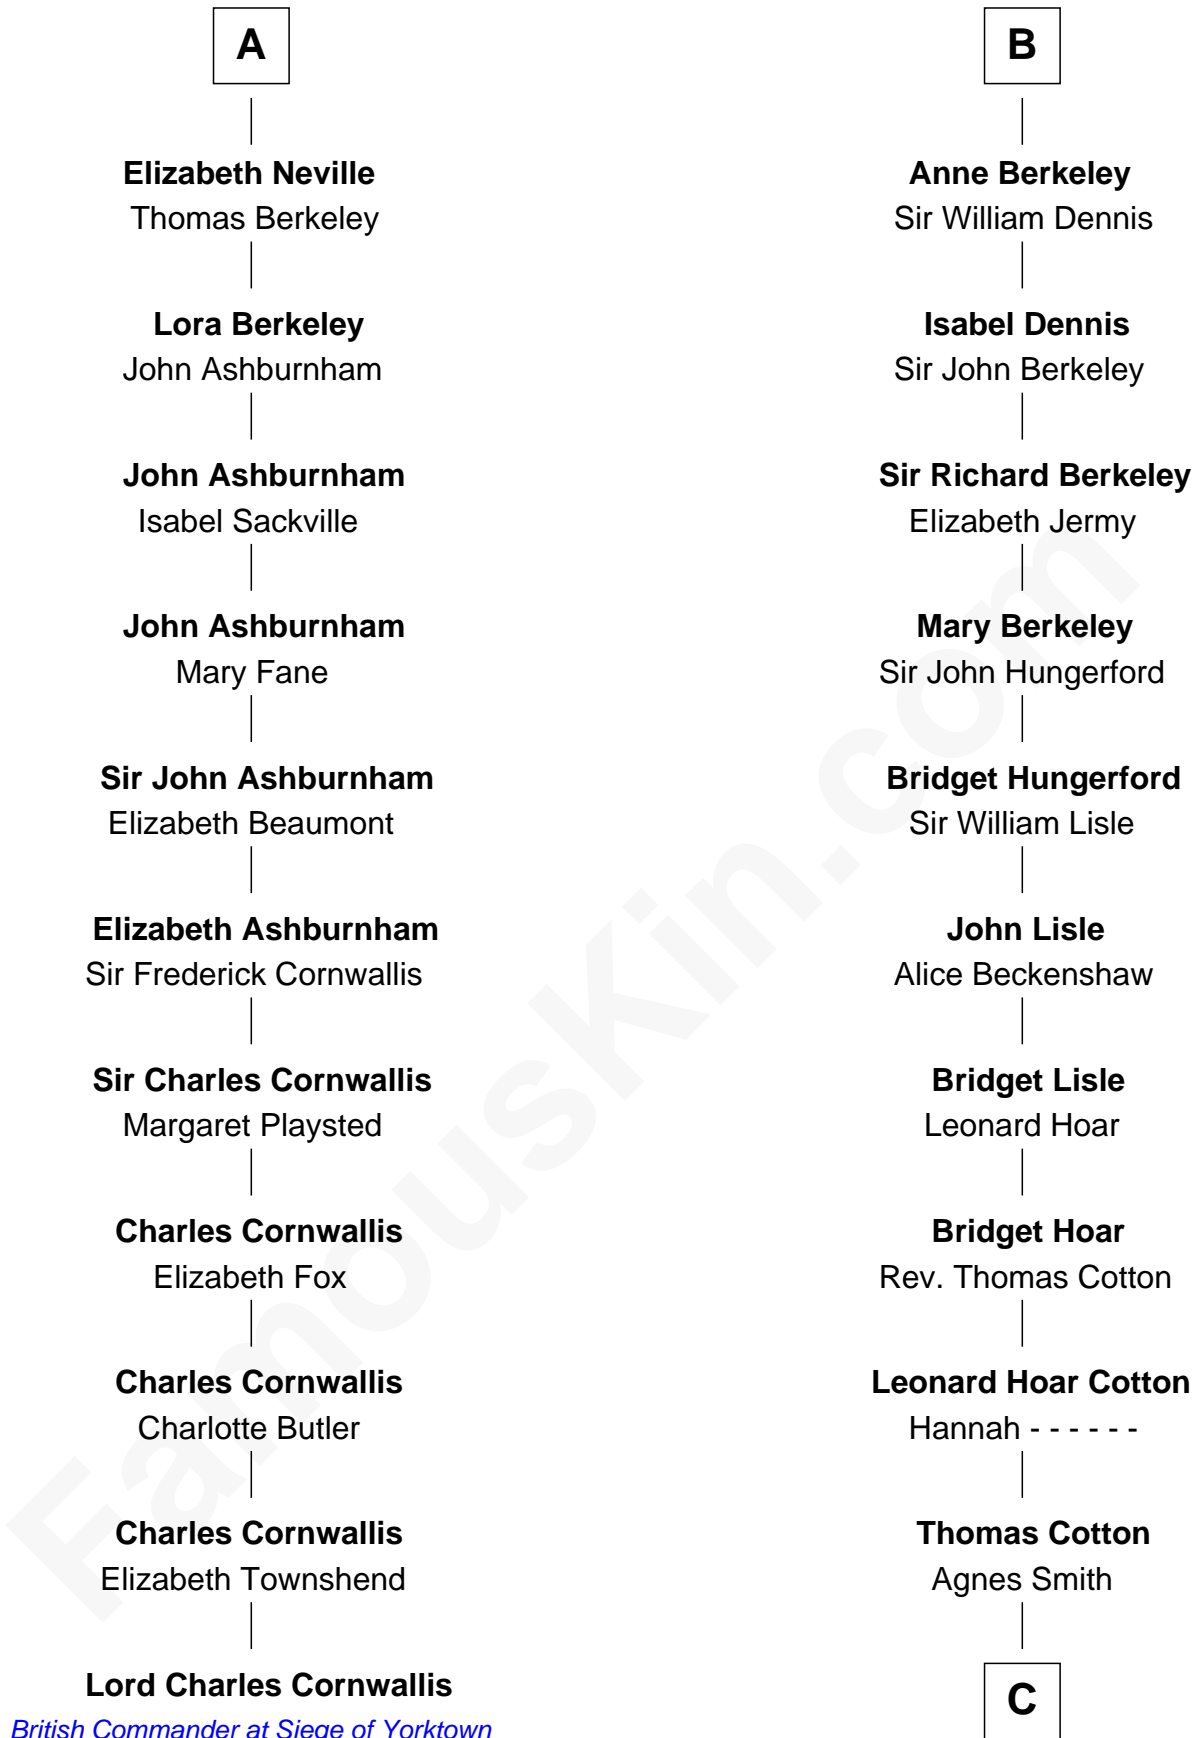 A
Elizabeth Neville
Thomas Berkeley
Lora Berkeley
John Ashburnham
John Ashburnham
Isabel Sackville
John Ashburnham
Mary Fane
Sir John Ashburnham
Elizabeth Beaumont
Elizabeth Ashburnham
Sir Frederick Cornwallis
Sir Charles Cornwallis
Margaret Playsted
Charles Cornwallis
Elizabeth Fox
Charles Cornwallis
Charlotte Butler
Charles Cornwallis
Elizabeth Townshend
Lord Charles Cornwallis
British Commander at Siege of Yorktown
B
Anne Berkeley
Sir William Dennis
Isabel Dennis
Sir John Berkeley
Sir Richard Berkeley
Elizabeth Jermy
Mary Berkeley
Sir John Hungerford
Bridget Hungerford
Sir William Lisle
John Lisle
Alice Beckenshaw
Bridget Lisle
Leonard Hoar
Bridget Hoar
Rev. Thomas Cotton
Leonard Hoar Cotton
Hannah - - - - - -
Thomas Cotton
Agnes Smith
C
FamousKin.com